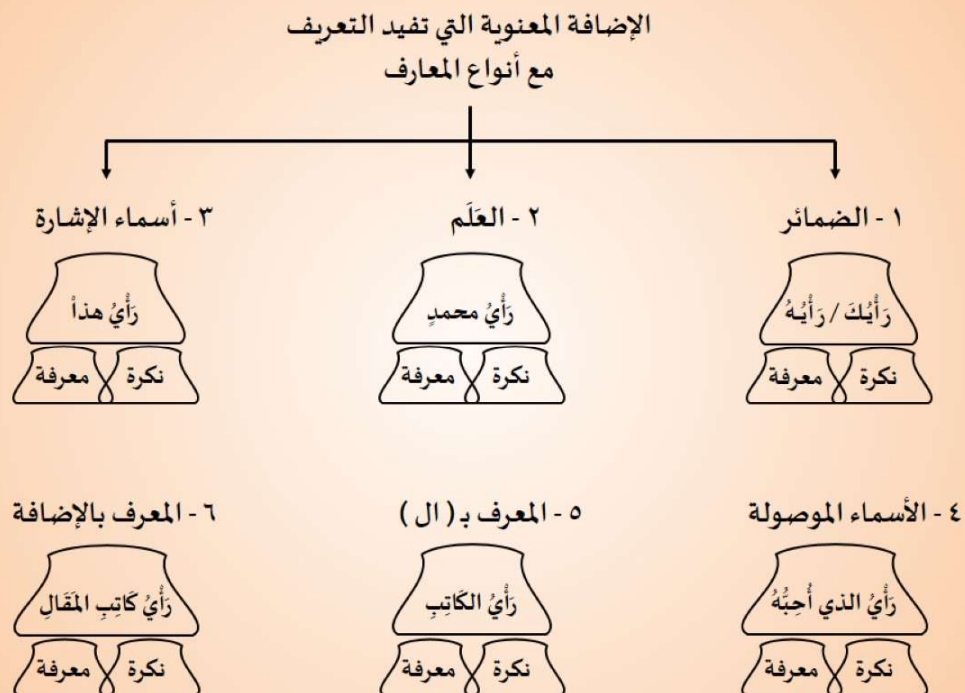 الإضافة المعنوية التي تفيد التعريف
مع أنواع المعارف
١ - الضمائر
٢ - العَلَم
٣ - أسماء الإشارة
رَأْيُكَ / رَأْيُهُ
رَأْيُ محمدٍ
رَأْيُ هذاْ
نكرة
معرفة
نكرة
معرفة
نكرة
معرفة
٤ - الأسماء الموصولة
٥ - المعرف بـ ( ال )
٦ - المعرف بالإضافة
رَأْيُ الذي أُحِبُّهُ
رَأْيُ الكَاتِبِ
رَأْيُ كَاتِبِ المَقَالِ
نكرة
معرفة
نكرة
معرفة
نكرة
معرفة